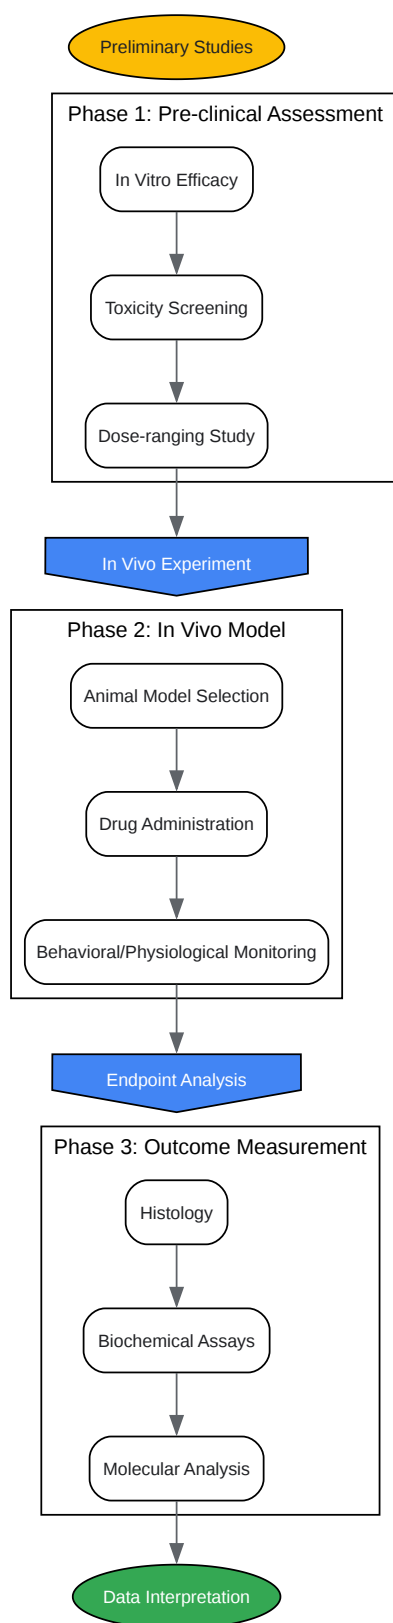 Preliminary Studies
Phase 1: Pre-clinical Assessment
In Vitro Efficacy
Toxicity Screening
Dose-ranging Study
In Vivo Experiment
Phase 2: In Vivo Model
Animal Model Selection
Drug Administration
Behavioral/Physiological Monitoring
Endpoint Analysis
Phase 3: Outcome Measurement
Histology
Biochemical Assays
Molecular Analysis
Data Interpretation